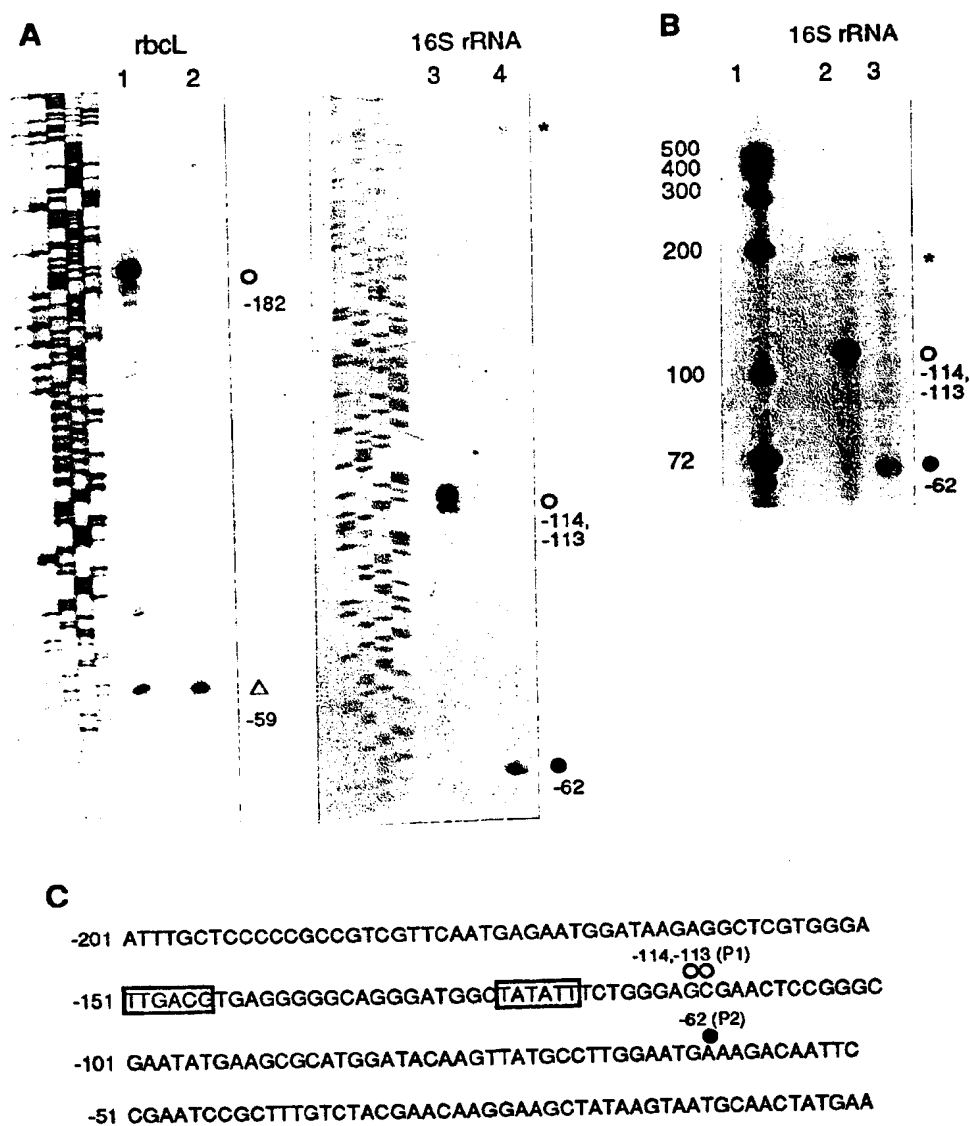 A
rbcL
1 2
16S rRNA
3 4
*
-182
-114,
-113
-59
-62
B
16S rRNA
1 2 3
500
400
300
200
*
-114,
-113
100
72
-62
C
-201 ATTTGCTCCCCCGCCGTCGTTCAATGAGAATGGATAAGAGGCTCGTGGGA
-114,-113 (P1)
-151 TTGACGTGAGGGGGCAGGGATGGCTATATTTCTGGGAGCGAACTCCGGGC
-62 (P2)
-101 GAATATGAAGCGCATGGATACAAGTTATGCCTTGGAATGAAAGACAATTC
-51 CGAATCCGCTTTGTCTACGAACAAGGAAGCTATAAGTAATGCAACTATGAA